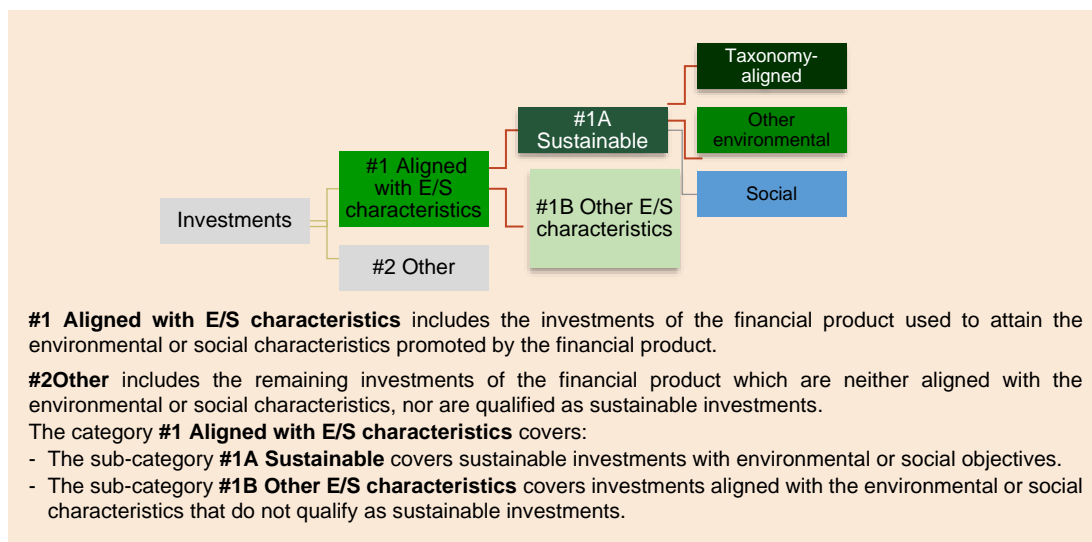 Taxonomy-
aligned
#1A
Sustainable
Other
environmental
#1 Aligned
with E/S
characteristics
Social
#1B Other E/S
characteristics
Investments
#2 Other
#1 Aligned with E/S characteristics includes the investments of the financial product used to attain the
environmental or social characteristics promoted by the financial product.
#2Other includes the remaining investments of the financial product which are neither aligned with the
environmental or social characteristics, nor are qualified as sustainable investments.
The category #1 Aligned with E/S characteristics covers:
- The sub-category #1A Sustainable covers sustainable investments with environmental or social objectives.
- The sub-category #1B Other E/S characteristics covers investments aligned with the environmental or social
characteristics that do not qualify as sustainable investments.